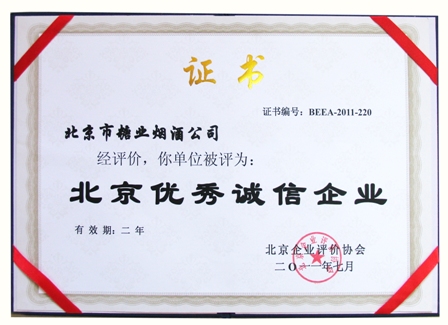 证书
证书编号：BEEA-2011-220
北京市糖业烟酒公司
经评价，你单位被评为：
北京优秀诚信企业
有效期：二年
北京企业评价协会
二〇一一年七月